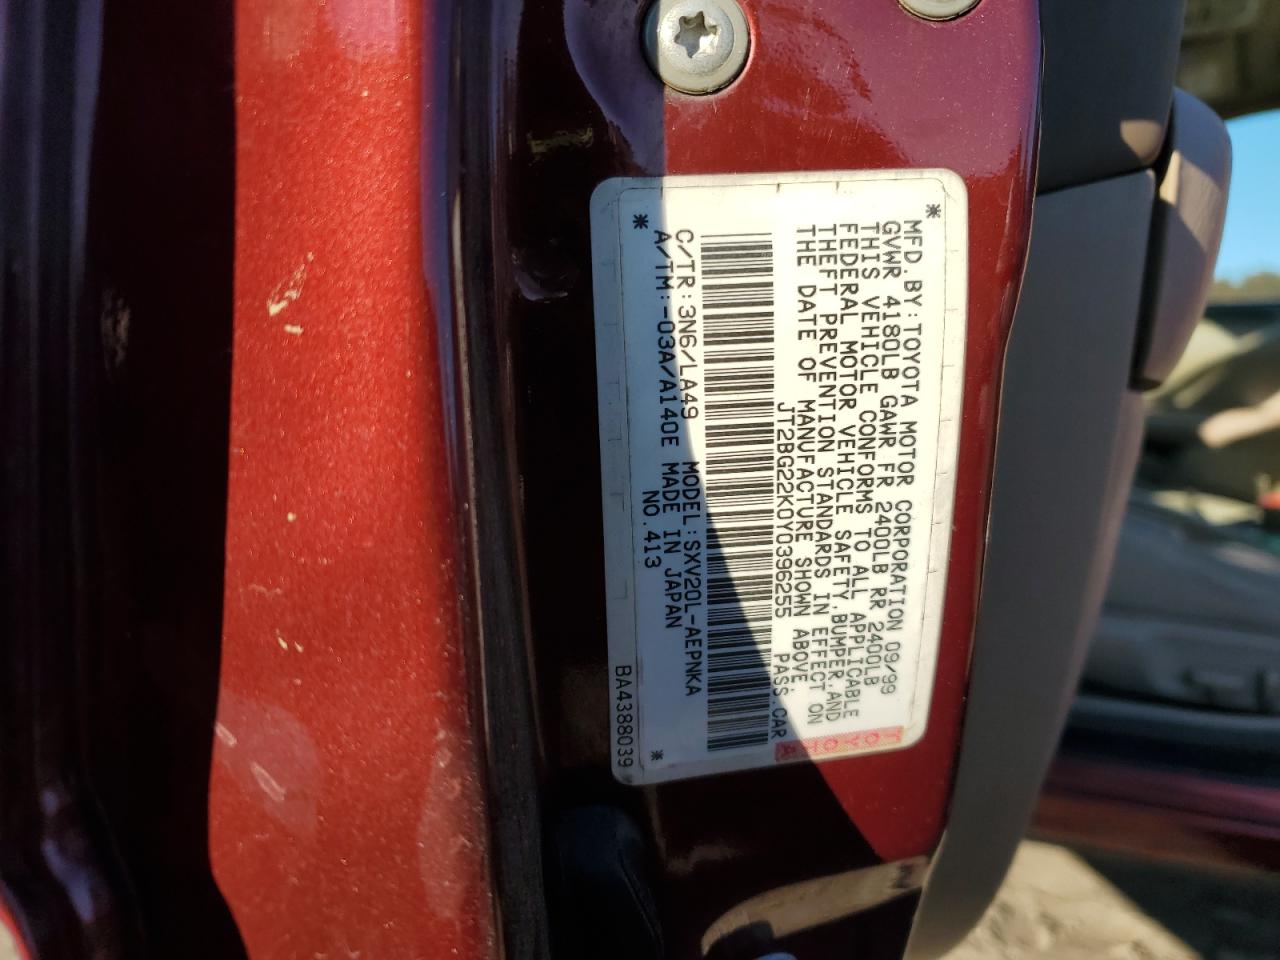 * MFD.BY:TOYOTA MOTOR CORPORATION 09/99
GVWR 4180LB GAWR FR 2400LB RR 2400LB
THIS VEHICLE CONFORMS TO ALL APPLICABLE
FEDERAL MOTOR VEHICLE SAFETY,BUMPER,AND
THEFT PREVENTION STANDARDS IN EFFECT ON
THE DATE OF MANUFACTURE SHOWN ABOVE.
JT2BG22K0Y0396255 PASS.CAR
C/TR:3N6/LA49 MODEL:SXV20L-AEPNKA
A/TM:-03A/A140E MADE IN JAPAN
* NO.413 *
BA4388039
TOYO
TA